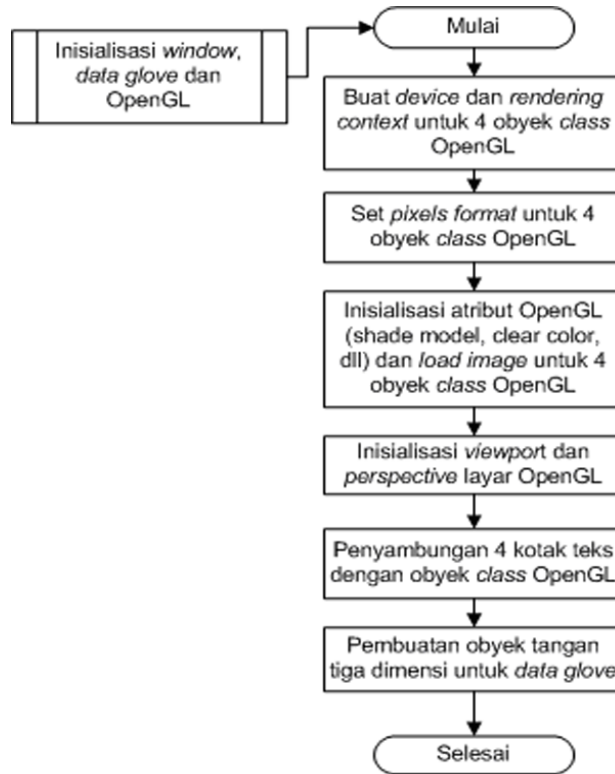 Inisialisasi window,
data glove dan
OpenGL
Mulai
Buat device dan rendering
context untuk 4 obyek class
OpenGL
Set pixels format untuk 4
obyek class OpenGL
Inisialisasi atribut OpenGL
(shade model, clear color,
dll) dan load image untuk 4
obyek class OpenGL
Inisialisasi viewport dan
perspective layar OpenGL
Penyambungan 4 kotak teks
dengan obyek class OpenGL
Pembuatan obyek tangan
tiga dimensi untuk data glove
Selesai